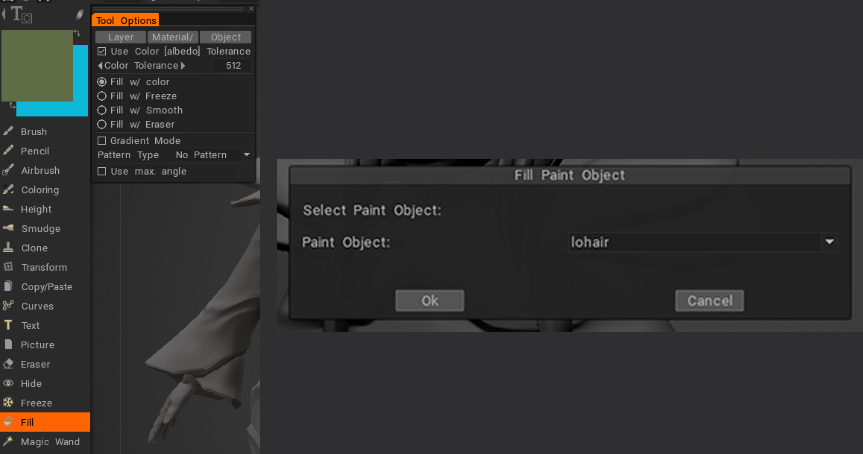 T
Tool Options
Layer Material/ Object
Use Color [albedo] Tolerance
Color Tolerance 512
Fill w/ color
Fill w/ Freeze
Fill w/ Smooth
Fill w/ Eraser
Gradient Mode
Pattern Type No Pattern
Use max. angle
Brush
Pencil
Airbrush
Coloring
Height
Smudge
Clone
Transform
Copy/Paste
Curves
T Text
Picture
Eraser
Hide
Freeze
Fill
Magic Wand
Fill Paint Object
Select Paint Object:
Paint Object: lohair
Ok Cancel